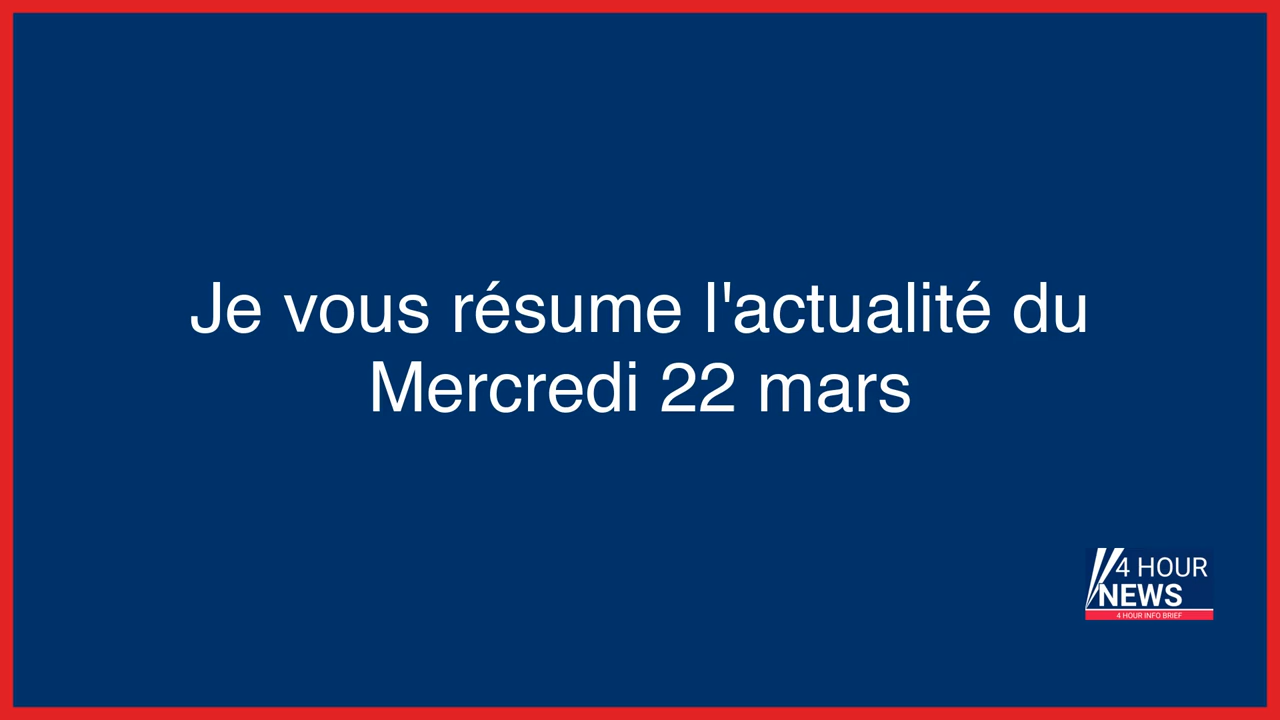 Je vous résume l'actualité du
Mercredi 22 mars
4 HOUR
NEWS
4 HOUR INFO BRIEF